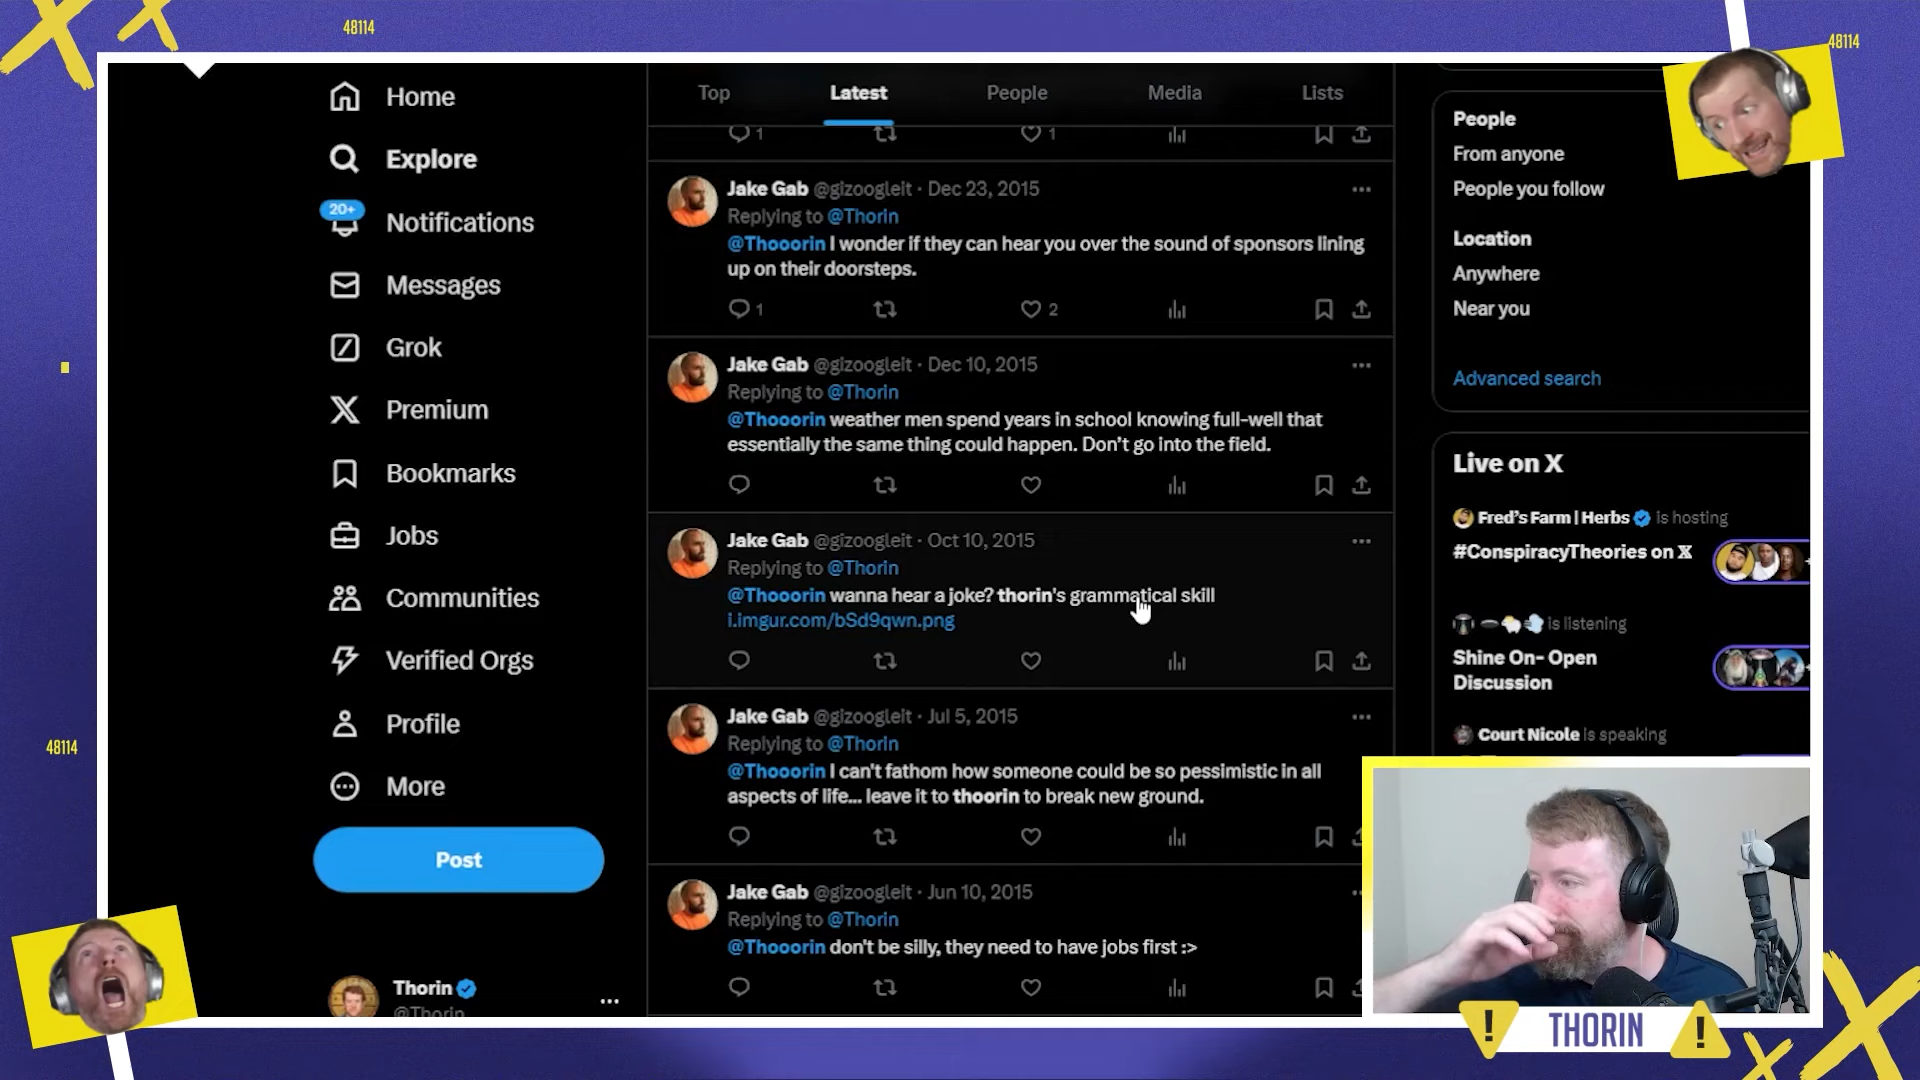 48114
48114
Home
Explore
20+
Notifications
Messages
Grok
Premium
Bookmarks
Jobs
Communities
Verified Orgs
Profile
More
Post
Thorin
@Thorin
Top Latest People Media Lists
1 1
Jake Gab @gizoogleit · Dec 23, 2015
Replying to @Thorin
@Thooorin I wonder if they can hear you over the sound of sponsors lining
up on their doorsteps.
1 2
Jake Gab @gizoogleit · Dec 10, 2015
Replying to @Thorin
@Thooorin weather men spend years in school knowing full-well that
essentially the same thing could happen. Don't go into the field.
Jake Gab @gizoogleit · Oct 10, 2015
Replying to @Thorin
@Thooorin wanna hear a joke? thorin's grammatical skill
i.imgur.com/bSd9qwn.png
Jake Gab @gizoogleit · Jul 5, 2015
Replying to @Thorin
@Thooorin I can't fathom how someone could be so pessimistic in all
aspects of life... leave it to thoorin to break new ground.
Jake Gab @gizoogleit · Jun 10, 2015
Replying to @Thorin
@Thooorin don't be silly, they need to have jobs first :>
People
From anyone
People you follow
Location
Anywhere
Near you
Advanced search
Live on X
Fred's Farm | Herbs is hosting
#ConspiracyTheories on X
is listening
Shine On- Open
Discussion
Court Nicole is speaking
48114
! THORIN !